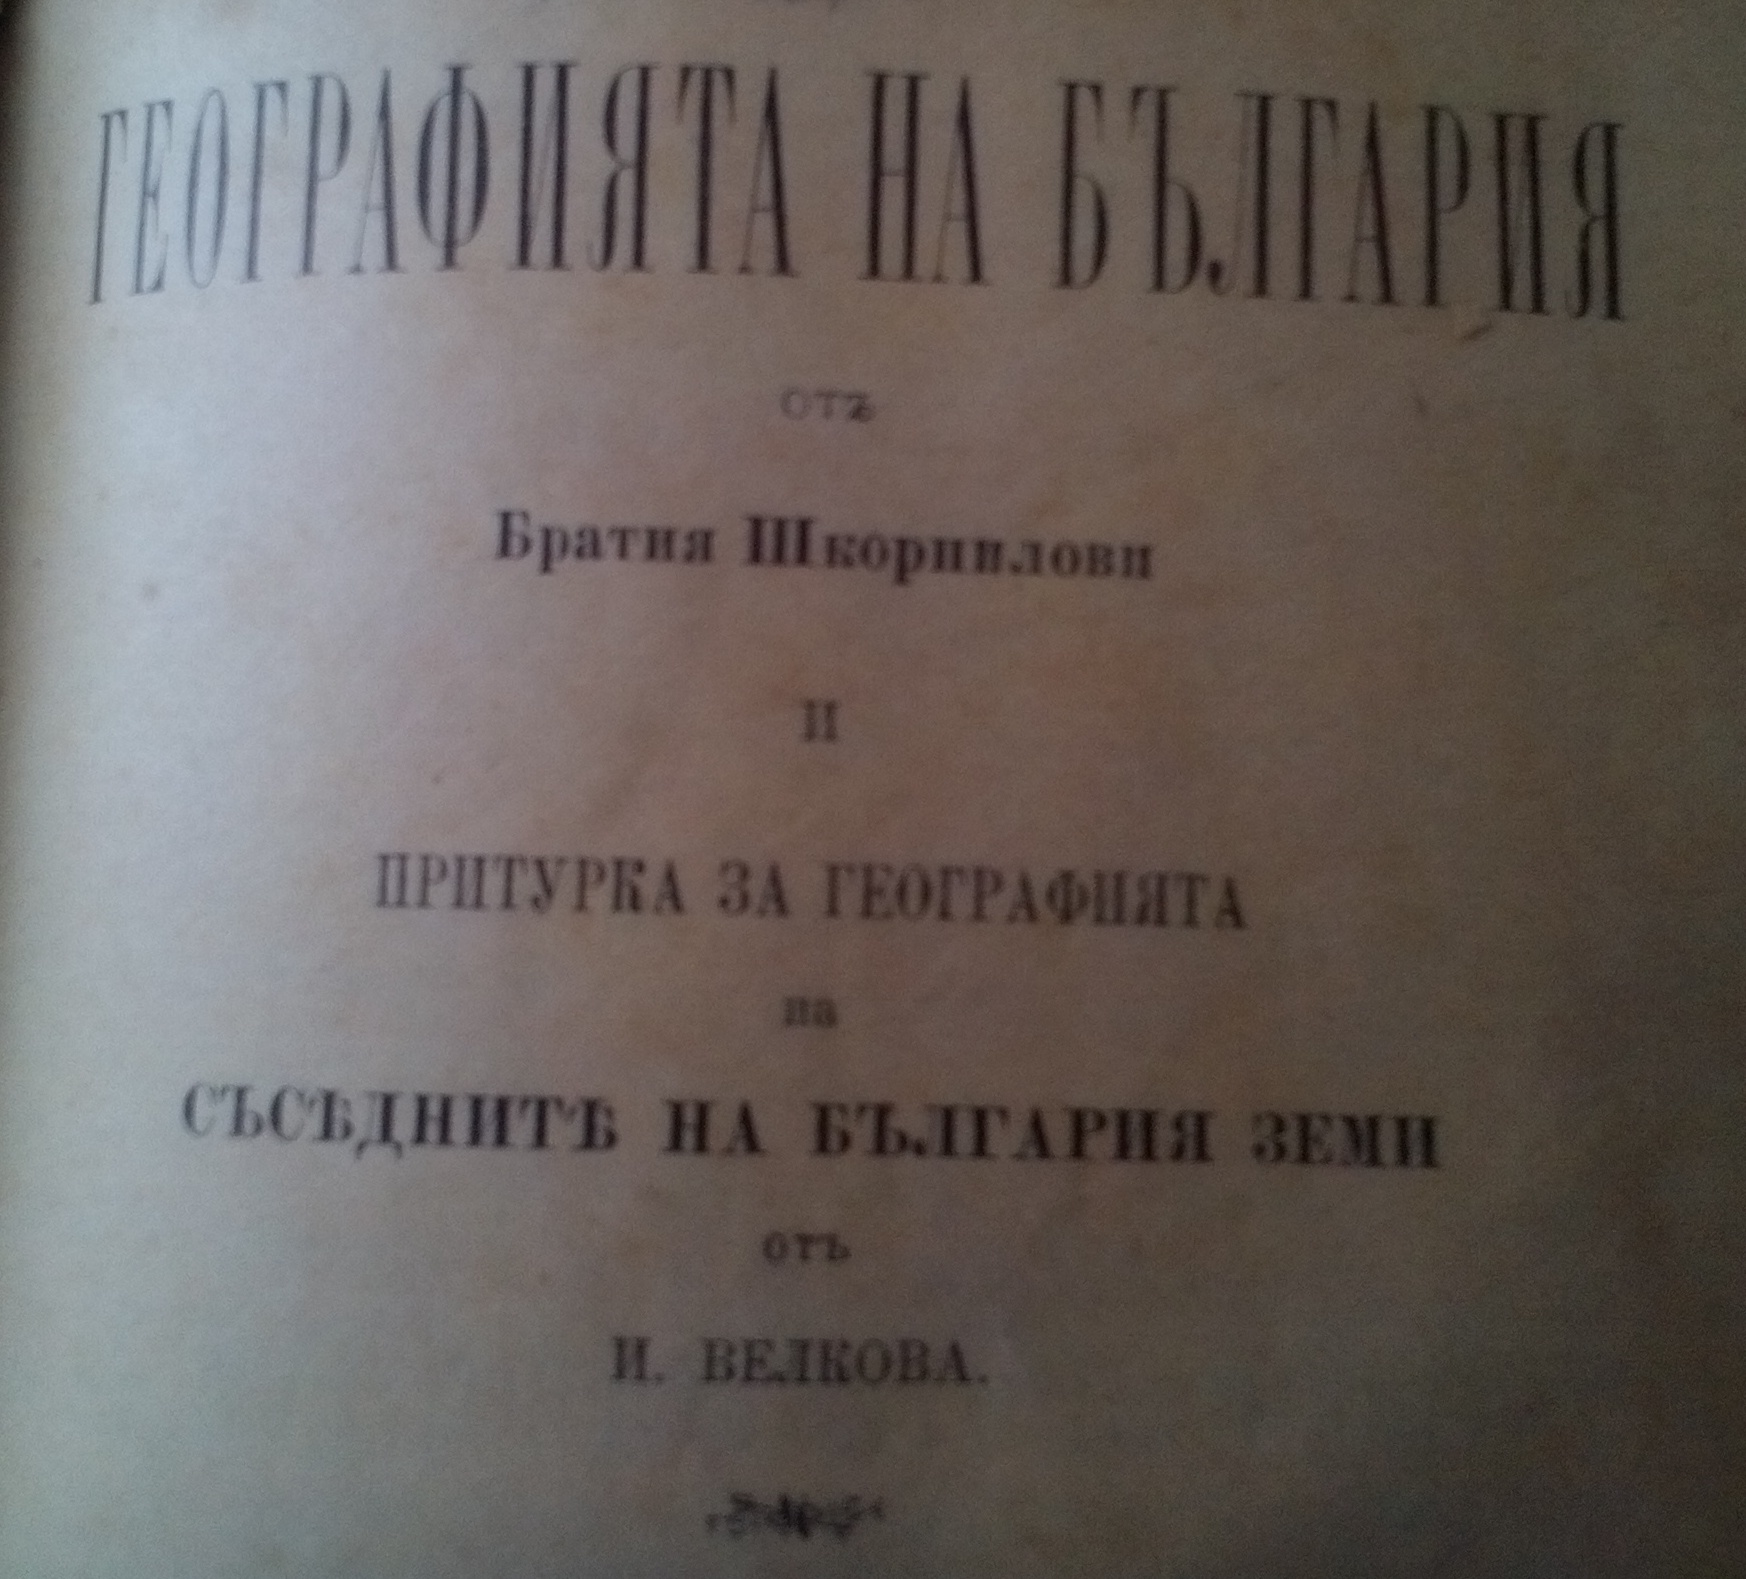 ГЕОГРАФИЯТА НА БЪЛГАРИЯ
отъ
Братия Шкорпилови
И
ПРИТУРКА ЗА ГЕОГРАФИЯТА
на
СЪСѢДНИТѢ НА БЪЛГАРИЯ ЗЕМИ
отъ
И. ВЕЛКОВА.